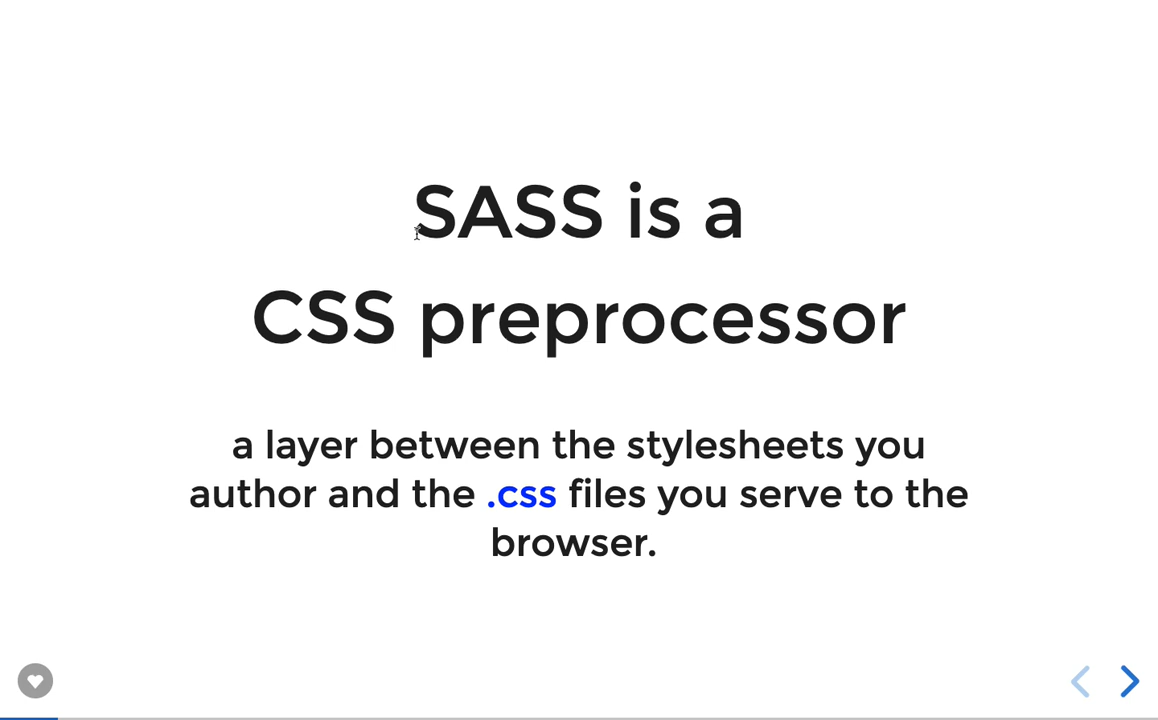 SASS is a
CSS preprocessor
a layer between the stylesheets you
author and the .css files you serve to the
browser.